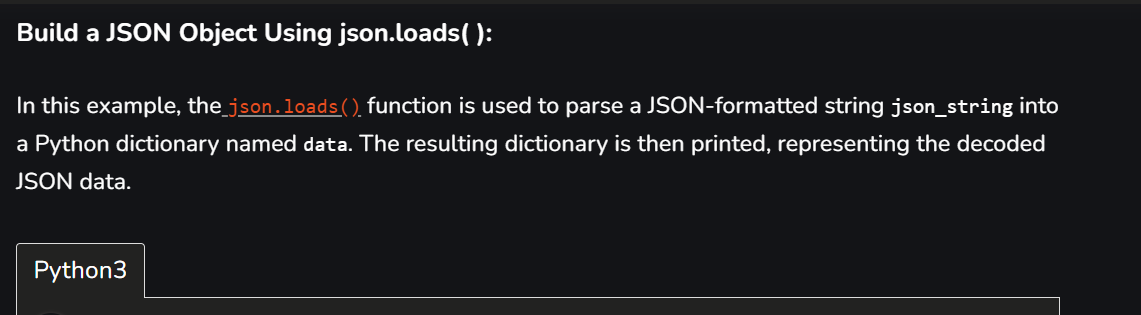 Build a JSON Object Using json.loads( ):
In this example, the json.loads() function is used to parse a JSON-formatted string json_string into
a Python dictionary named data. The resulting dictionary is then printed, representing the decoded
JSON data.
Python3